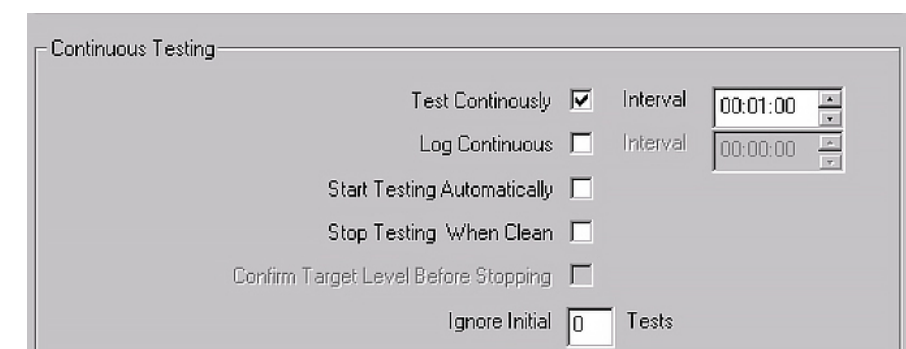 Continuous Testing
Test Continously Interval 00:01:00
Log Continuous Interval 00:00:00
Start Testing Automatically
Stop Testing When Clean
Confirm Target Level Before Stopping
Ignore Initial 0 Tests